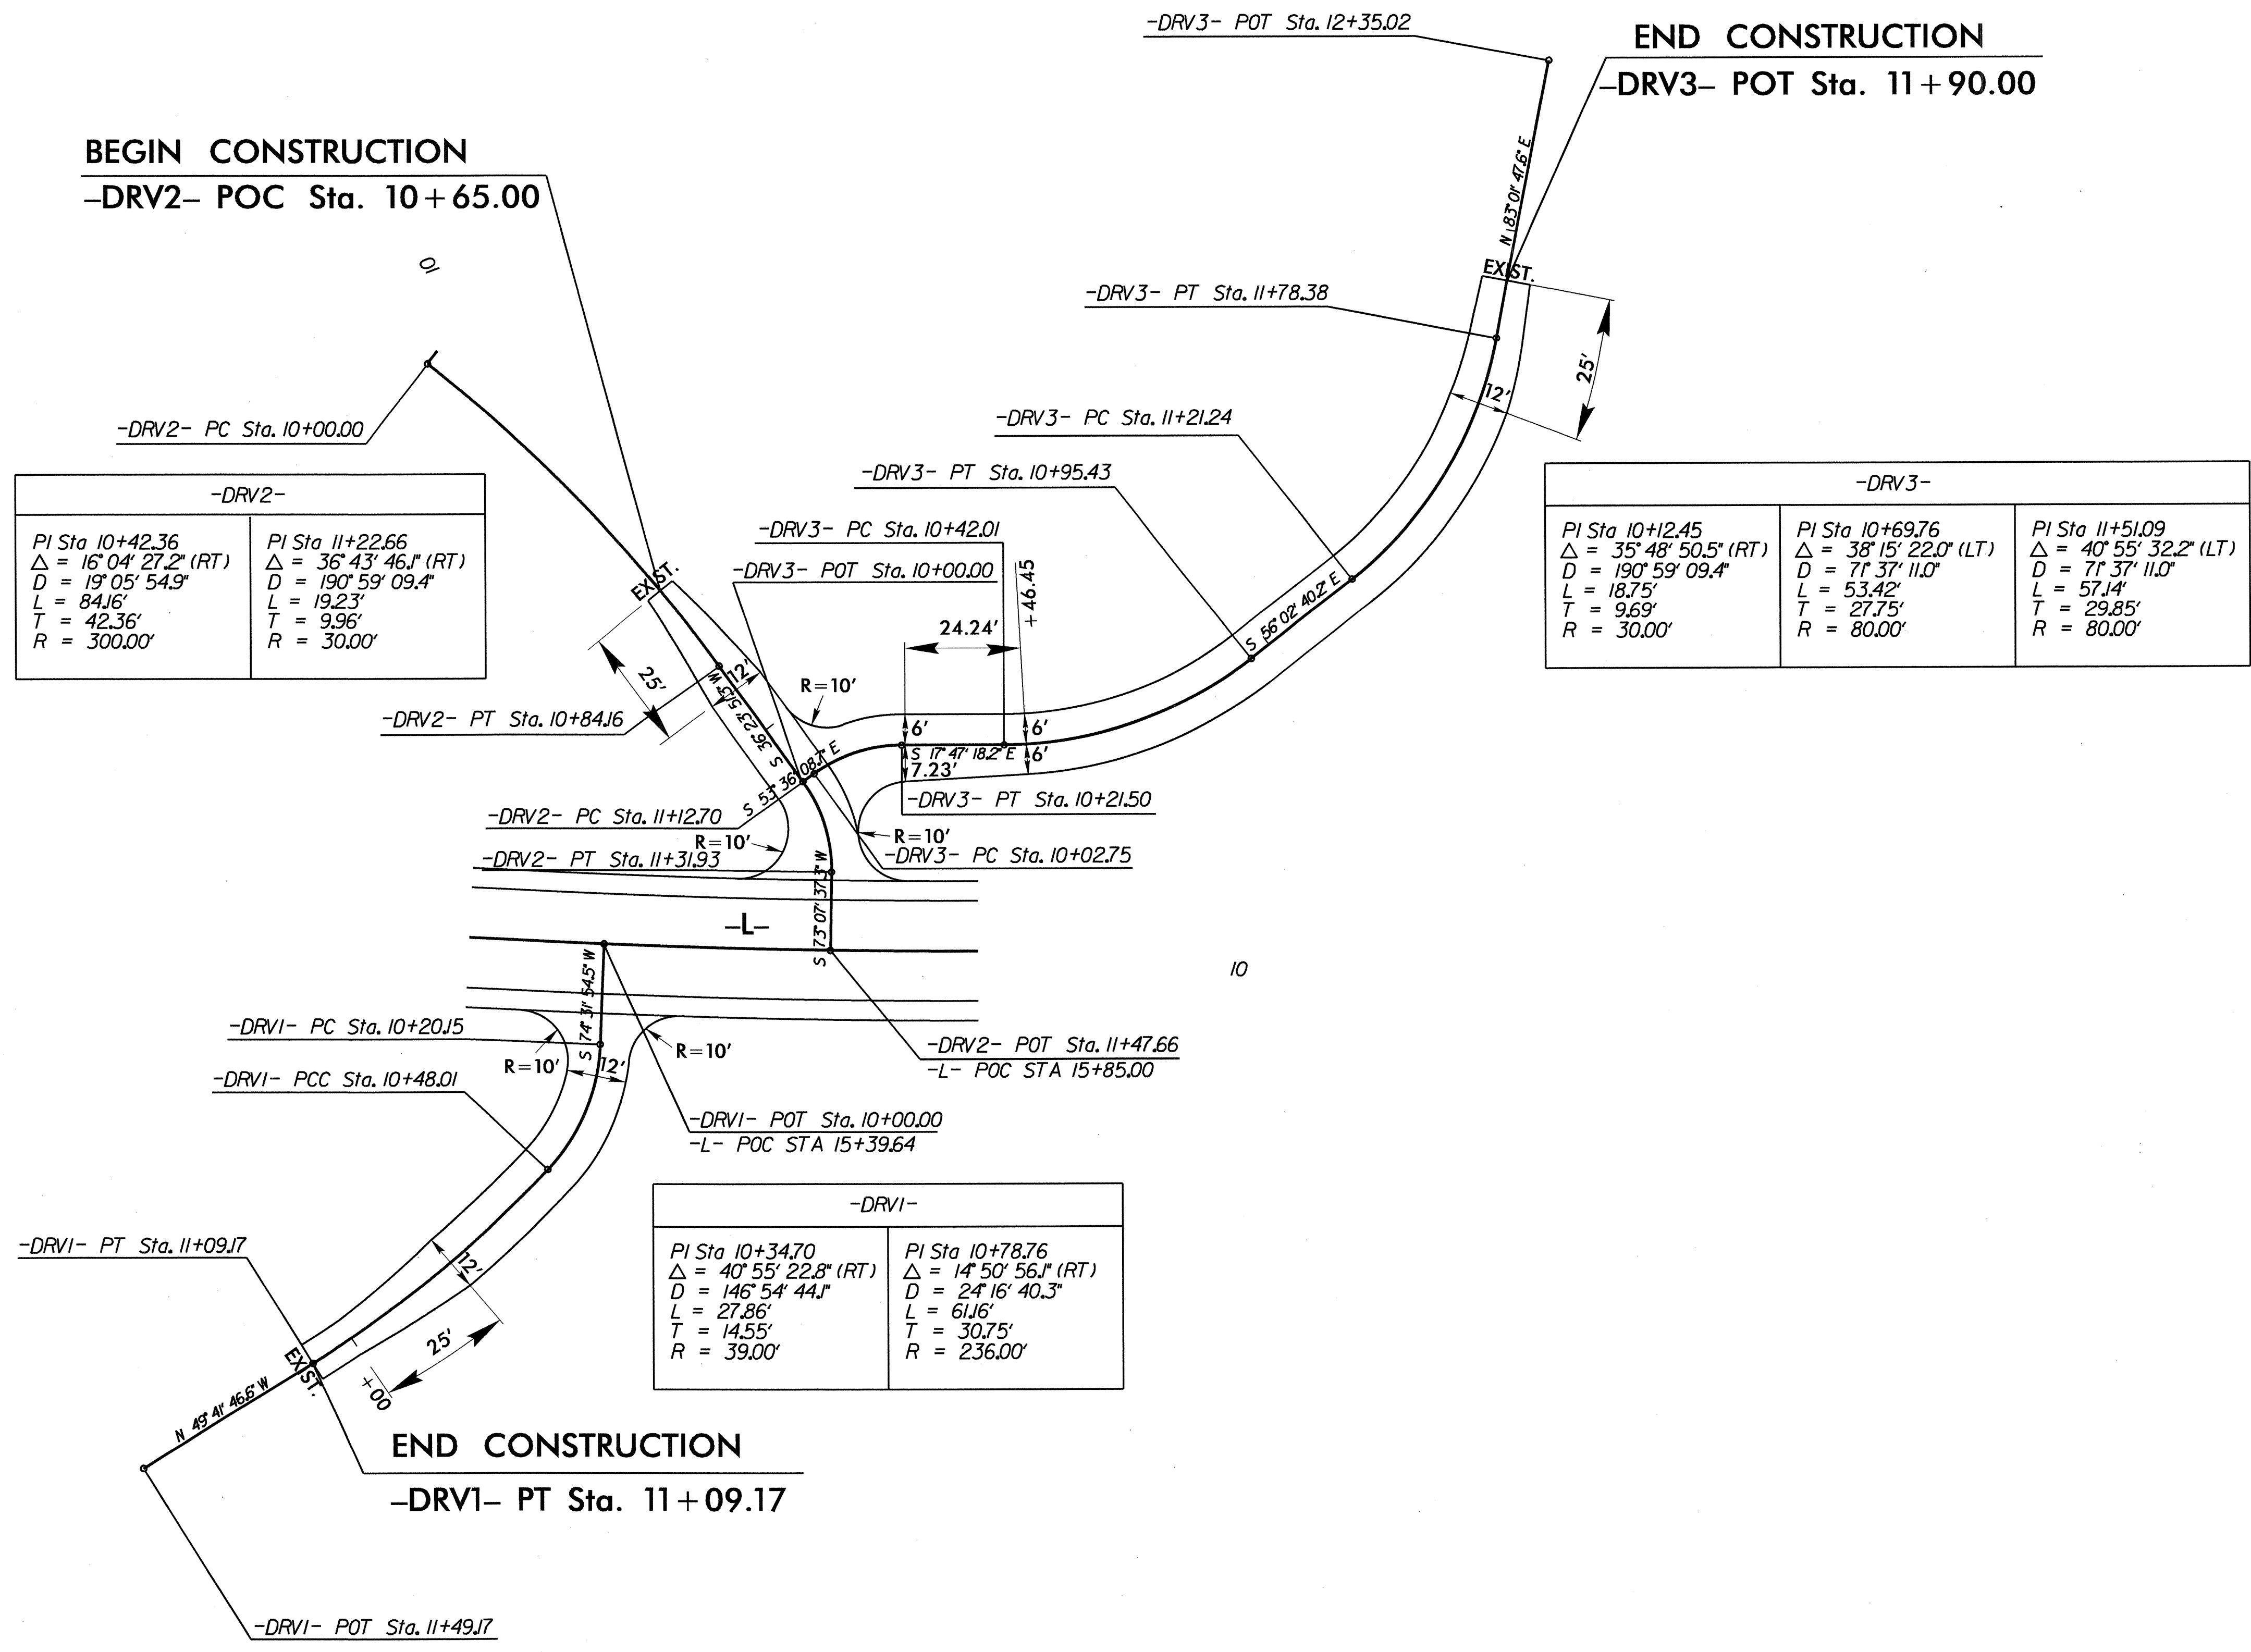 -DRV3- POT Sta. 12+35.02
END CONSTRUCTION
-DRV3- POT Sta. 11+90.00
BEGIN CONSTRUCTION
-DRV2- POC Sta. 10+65.00
10
N 83° 01' 47.6" E
EXIST.
-DRV3- PT Sta. 11+78.38
25'
12'
-DRV2- PC Sta. 10+00.00
-DRV3- PC Sta. 11+21.24
-DRV3- PT Sta. 10+95.43
-DRV3- PC Sta. 10+42.01
-DRV3- POT Sta. 10+00.00
-DRV2-
PI Sta 10+42.36
Δ = 16° 04' 27.2" (RT)
D = 19° 05' 54.9"
L = 84.16'
T = 42.36'
R = 300.00'
PI Sta 11+22.66
Δ = 36° 43' 46.1" (RT)
D = 190° 59' 09.4"
L = 19.23'
T = 9.96'
R = 30.00'
-DRV3-
PI Sta 10+12.45
Δ = 35° 48' 50.5" (RT)
D = 190° 59' 09.4"
L = 18.75'
T = 9.69'
R = 30.00'
PI Sta 10+69.76
Δ = 38° 15' 22.0" (LT)
D = 71° 37' 11.0"
L = 53.42'
T = 27.75'
R = 80.00'
PI Sta 11+51.09
Δ = 40° 55' 32.2" (LT)
D = 71° 37' 11.0"
L = 57.14'
T = 29.85'
R = 80.00'
EXIST.
+46.45
24.24'
S 56° 02' 40.2" E
25'
12'
R=10'
S 36° 23' 51.3" W
-DRV2- PT Sta. 10+84.16
6'
6'
S 17° 47' 18.2" E
6'
7.23'
S 53° 36' 08.7" E
-DRV3- PT Sta. 10+21.50
-DRV2- PC Sta. 11+12.70
R=10'
R=10'
-DRV2- PT Sta. 11+31.93
-DRV3- PC Sta. 10+02.75
S 73° 07' 37.3" W
-L-
10
S 74° 31' 54.5" W
-DRV1- PC Sta. 10+20.15
R=10'
12'
R=10'
-DRV2- POT Sta. 11+47.66
-L- POC STA 15+85.00
-DRV1- PCC Sta. 10+48.01
-DRV1- POT Sta. 10+00.00
-L- POC STA 15+39.64
-DRV1-
PI Sta 10+34.70
Δ = 40° 55' 22.8" (RT)
D = 146° 54' 44.1"
L = 27.86'
T = 14.55'
R = 39.00'
PI Sta 10+78.76
Δ = 14° 50' 56.1" (RT)
D = 24° 16' 40.3"
L = 61.16'
T = 30.75'
R = 236.00'
-DRV1- PT Sta. 11+09.17
12'
25'
EXIST.
+00
N 49° 41' 46.6" W
END CONSTRUCTION
-DRV1- PT Sta. 11+09.17
-DRV1- POT Sta. 11+49.17